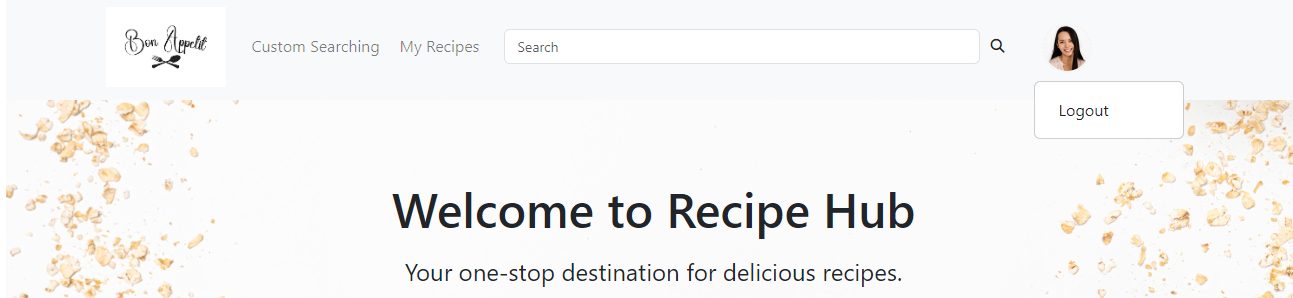 Bon Appetit
Custom Searching
My Recipes
Search
Logout
Welcome to Recipe Hub
Your one-stop destination for delicious recipes.